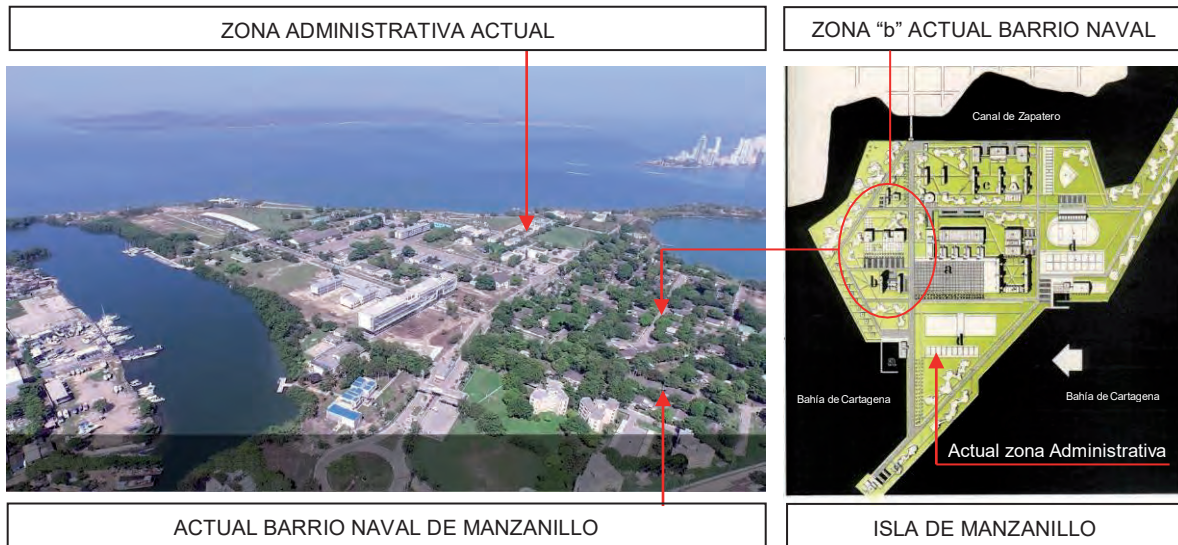 ZONA ADMINISTRATIVA ACTUAL
ZONA “b” ACTUAL BARRIO NAVAL
Canal de Zapatero
c
d
a
b
d
Bahía de Cartagena
Bahía de Cartagena
Actual zona Administrativa
ACTUAL BARRIO NAVAL DE MANZANILLO
ISLA DE MANZANILLO